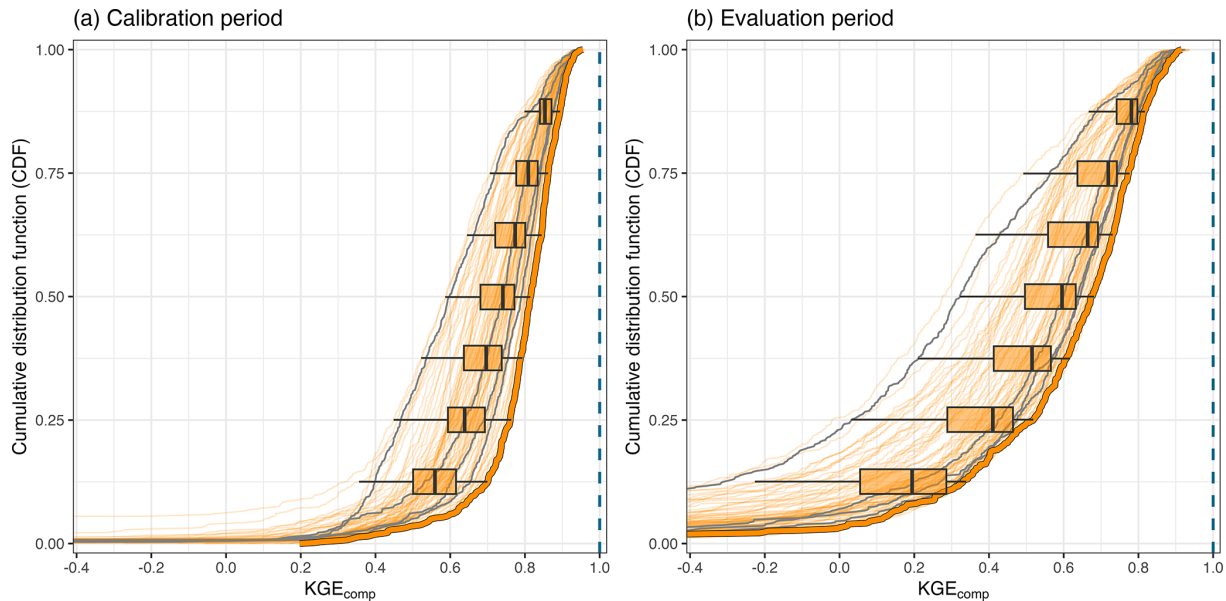 (a) Calibration period
(b) Evaluation period
Cumulative distribution function (CDF)
1.00
0.75
0.50
0.25
0.00
-0.4 -0.2 0.0 0.2 0.4 0.6 0.8 1.0
KGEcomp
Cumulative distribution function (CDF)
1.00
0.75
0.50
0.25
0.00
-0.4 -0.2 0.0 0.2 0.4 0.6 0.8 1.0
KGEcomp